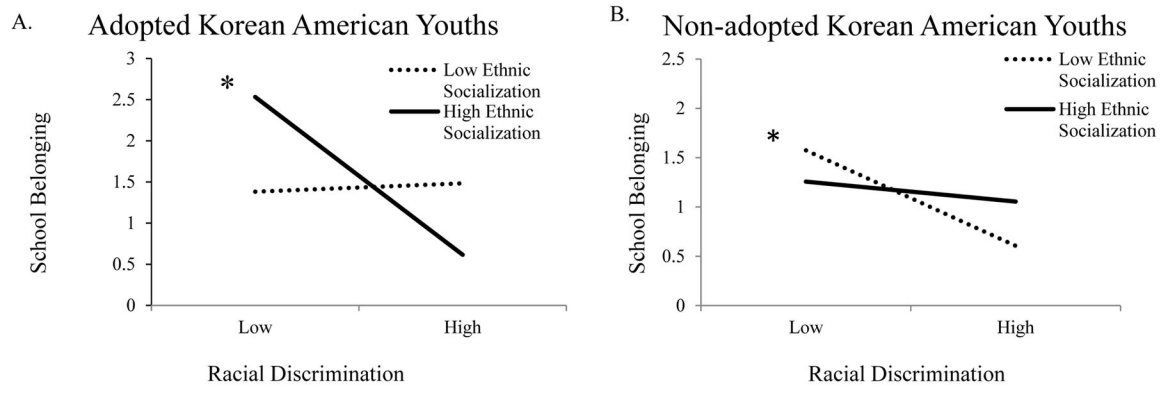 A.
Adopted Korean American Youths
3
2.5
2
1.5
1
0.5
0
School Belonging
*
Low Ethnic
Socialization
High Ethnic
Socialization
Low
High
Racial Discrimination
B.
Non-adopted Korean American Youths
2.5
2
1.5
1
0.5
0
School Belonging
*
Low Ethnic
Socialization
High Ethnic
Socialization
Low
High
Racial Discrimination